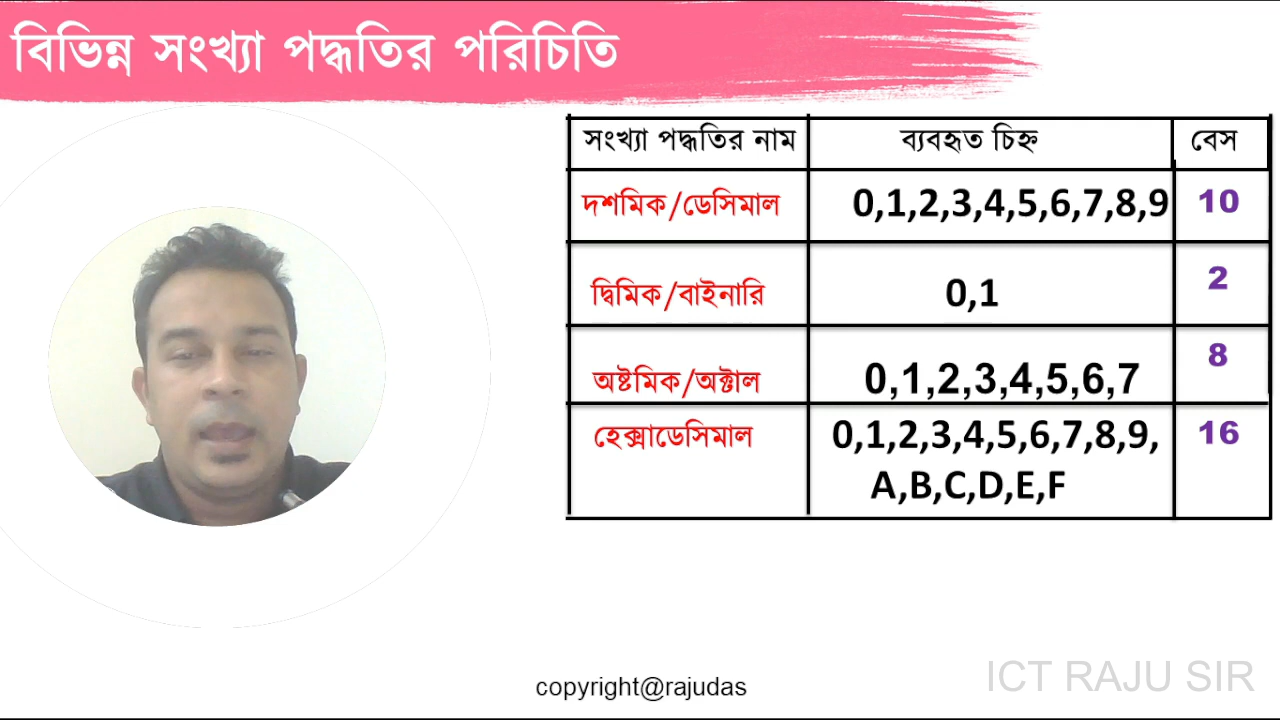 বিভিন্ন সংখ্যা পদ্ধতির পরিচিতি
সংখ্যা পদ্ধতির নাম ব্যবহৃত চিহ্ন বেস
দশমিক/ডেসিমাল 0,1,2,3,4,5,6,7,8,9 10
দ্বিমিক/বাইনারি 0,1 2
অষ্টমিক/অক্টাল 0,1,2,3,4,5,6,7 8
হেক্সাডেসিমাল 0,1,2,3,4,5,6,7,8,9, 16
A,B,C,D,E,F
ICT RAJU SIR
copyright@rajudas